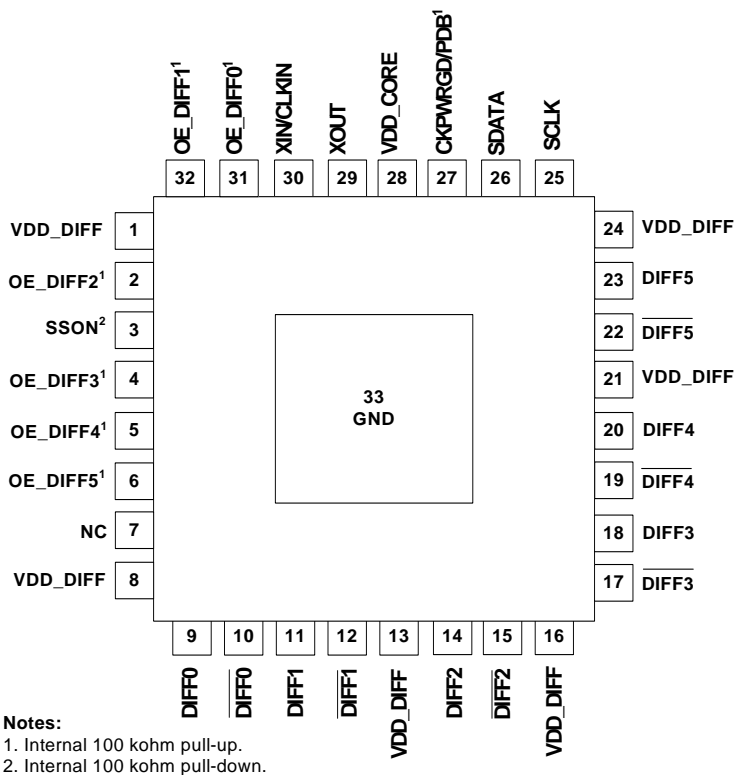 OE_DIFF1¹
OE_DIFF0¹
XIN/CLKIN
XOUT
VDD_CORE
CKPWRGD/PDB¹
SDATA
SCLK
32
31
30
29
28
27
26
25
VDD_DIFF 1
OE_DIFF2¹ 2
SSON² 3
OE_DIFF3¹ 4
OE_DIFF4¹ 5
OE_DIFF5¹ 6
NC 7
VDD_DIFF 8
33
GND
24 VDD_DIFF
23 DIFF5
22 DIFF5
21 VDD_DIFF
20 DIFF4
19 DIFF4
18 DIFF3
17 DIFF3
9
10
11
12
13
14
15
16
DIFF0
DIFF0
DIFF1
DIFF1
VDD_DIFF
DIFF2
DIFF2
VDD_DIFF
Notes:
1. Internal 100 kohm pull-up.
2. Internal 100 kohm pull-down.